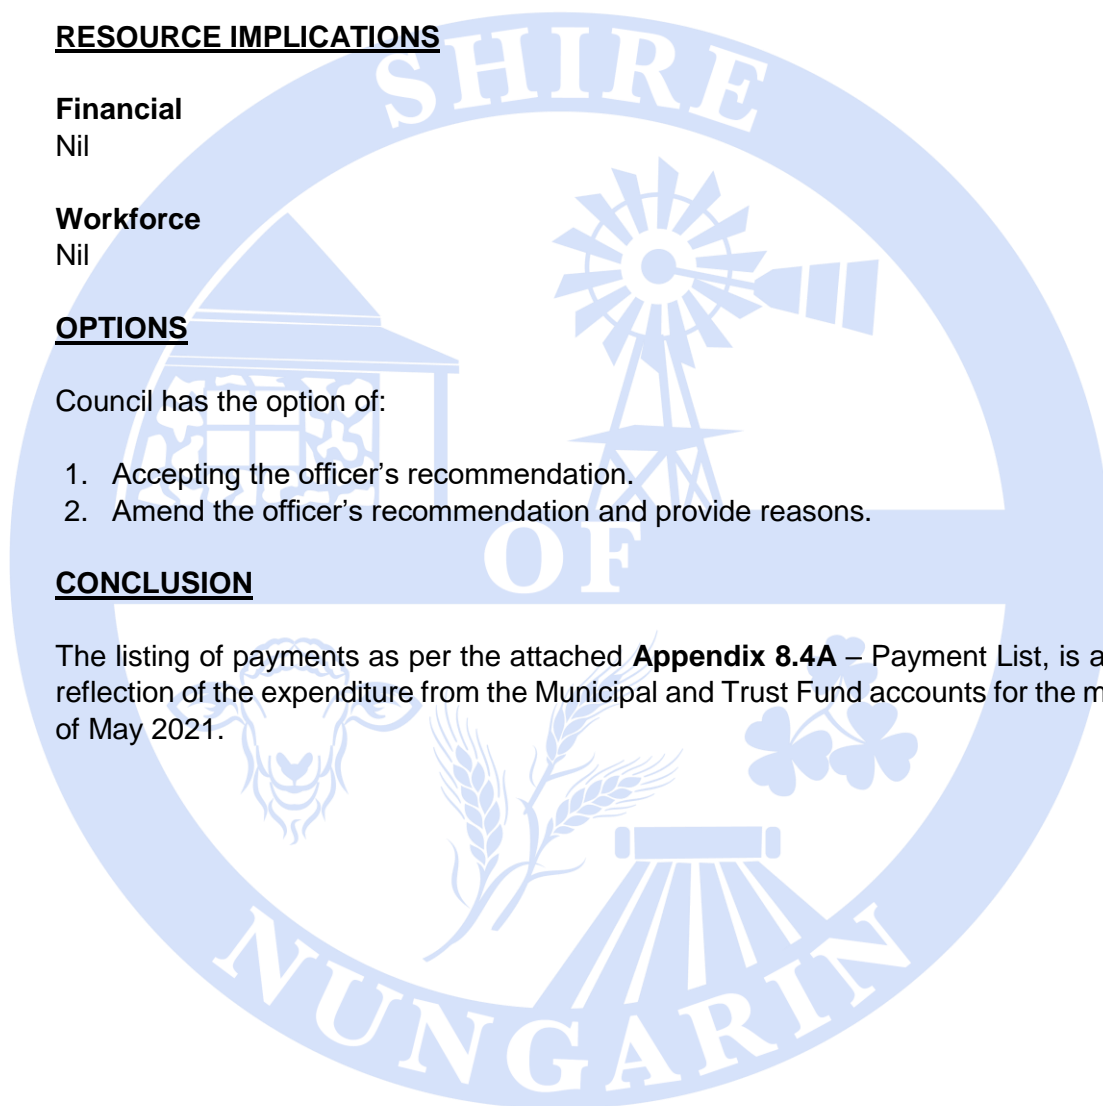 RESOURCE IMPLICATIONS
SHIRE
Financial
Nil
Workforce
Nil
OPTIONS
Council has the option of:
1. Accepting the officer’s recommendation.
2. Amend the officer’s recommendation and provide reasons.
OF
CONCLUSION
The listing of payments as per the attached Appendix 8.4A – Payment List, is a
reflection of the expenditure from the Municipal and Trust Fund accounts for the
of May 2021.
NUNGARIN